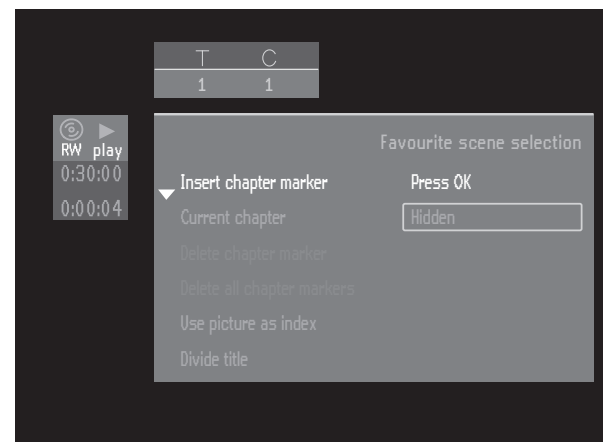 T C
1 1
RW play
0:30:00
0:00:04
Favourite scene selection
Insert chapter marker Press OK
Current chapter Hidden
Delete chapter marker
Delete all chapter markers
Use picture as index
Divide title